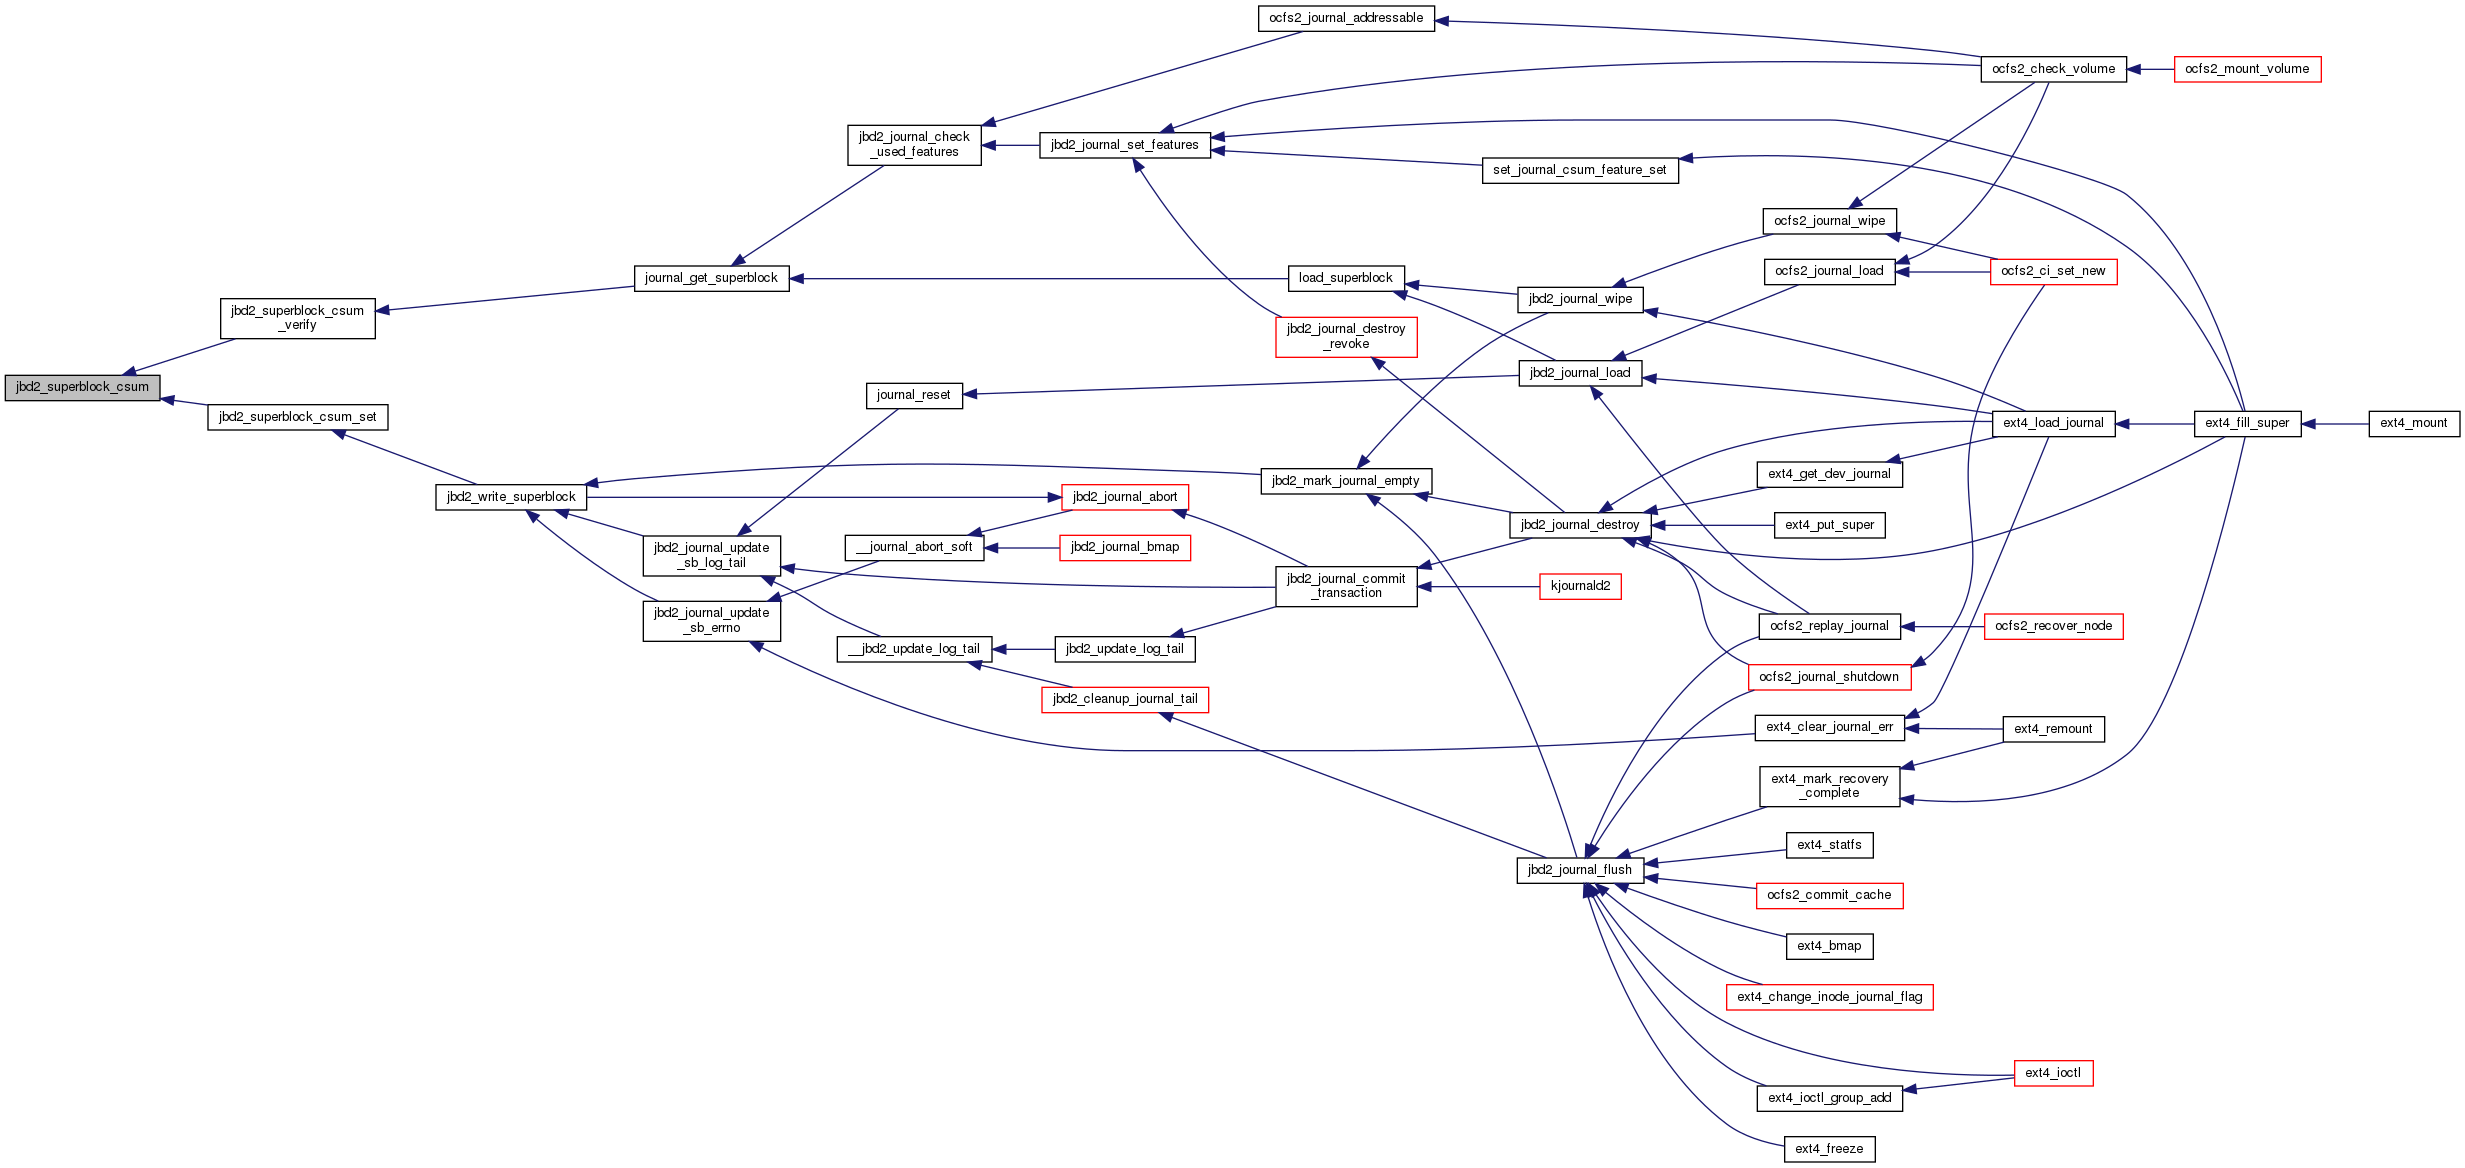 ocfs2_journal_addressable
ocfs2_check_volume
ocfs2_mount_volume
jbd2_journal_check
_used_features
jbd2_journal_set_features
set_journal_csum_feature_set
ocfs2_journal_wipe
ocfs2_journal_load
ocfs2_ci_set_new
journal_get_superblock
load_superblock
jbd2_journal_wipe
jbd2_superblock_csum
_verify
jbd2_journal_destroy
_revoke
jbd2_journal_load
jbd2_superblock_csum
jbd2_superblock_csum_set
journal_reset
ext4_load_journal
ext4_fill_super
ext4_mount
ext4_get_dev_journal
jbd2_mark_journal_empty
jbd2_write_superblock
jbd2_journal_abort
jbd2_journal_destroy
ext4_put_super
jbd2_journal_update
_sb_log_tail
__journal_abort_soft
jbd2_journal_bmap
jbd2_journal_commit
_transaction
kjournald2
jbd2_journal_update
_sb_errno
ocfs2_replay_journal
ocfs2_recover_node
__jbd2_update_log_tail
jbd2_update_log_tail
ocfs2_journal_shutdown
jbd2_cleanup_journal_tail
ext4_clear_journal_err
ext4_remount
ext4_mark_recovery
_complete
ext4_statfs
jbd2_journal_flush
ocfs2_commit_cache
ext4_bmap
ext4_change_inode_journal_flag
ext4_ioctl
ext4_ioctl_group_add
ext4_freeze